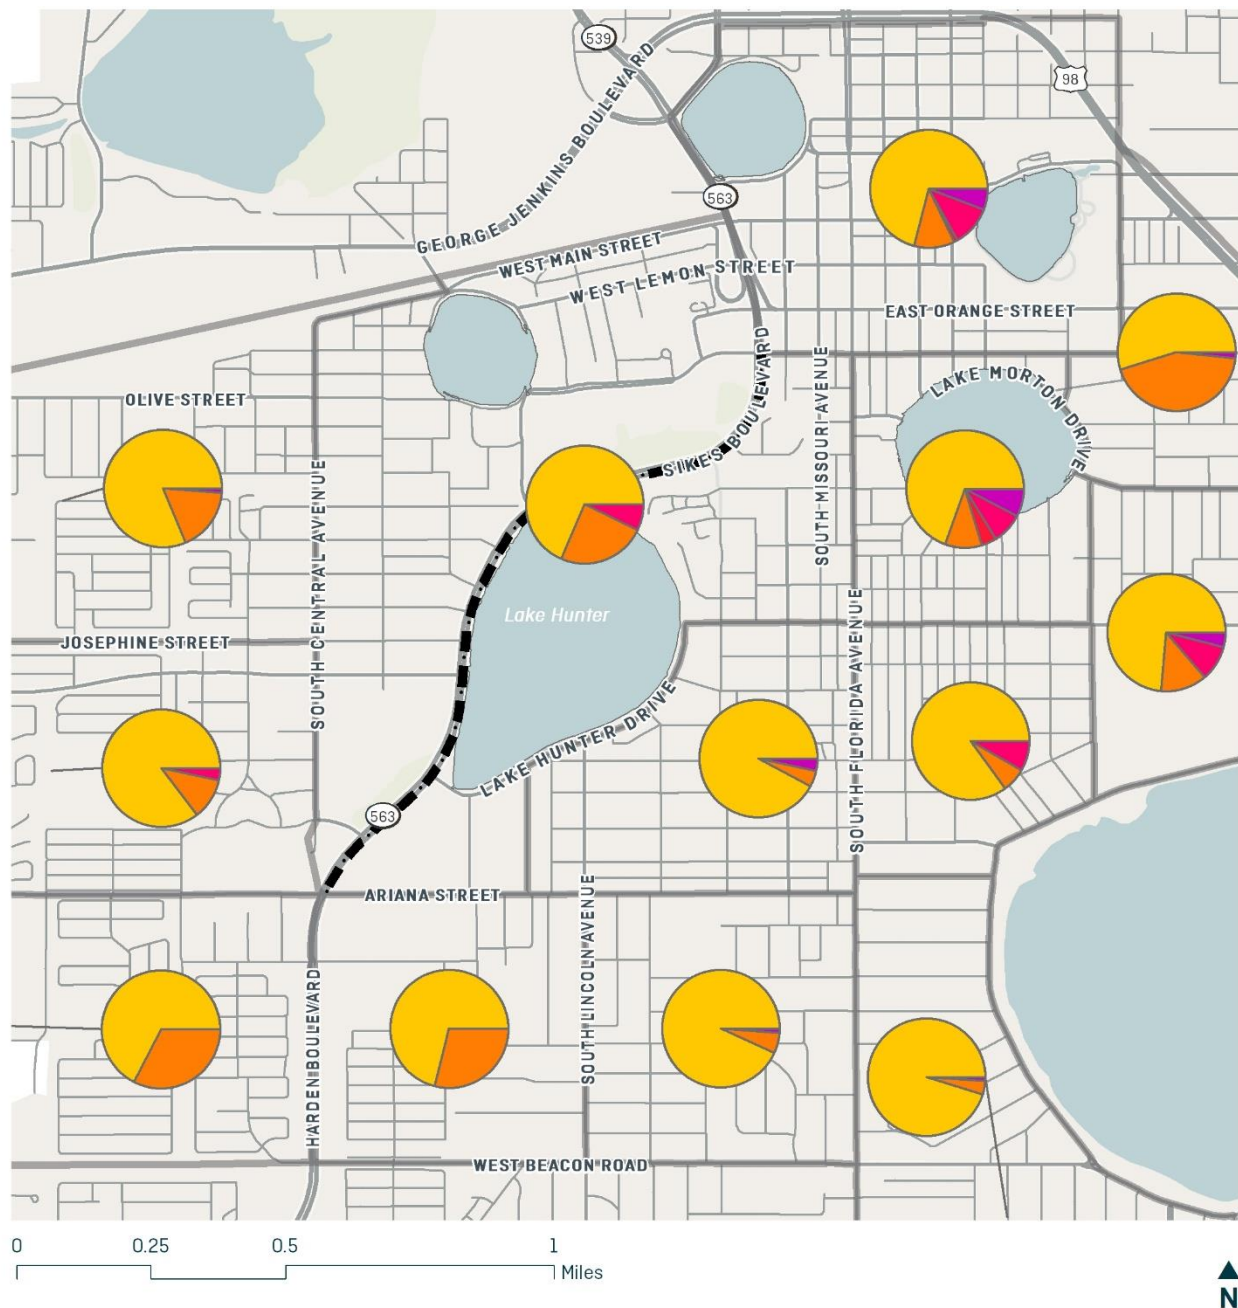 539
GEORGE JENKINS BOULEVARD
98
563
WEST MAIN STREET
WEST LEMON STREET
EAST ORANGE STREET
OLIVE STREET
SIKES BOULEVARD
SOUTH MISSOURI AVENUE
LAKE MORTON DRIVE
SOUTH CENTRAL AVENUE
Lake Hunter
JOSEPHINE STREET
LAKE HUNTER DRIVE
SOUTH FLORIDA AVENUE
563
ARIANA STREET
SOUTH LINCOLN AVENUE
HARDEN BOULEVARD
WEST BEACON ROAD
0 0.25 0.5 1
Miles
N